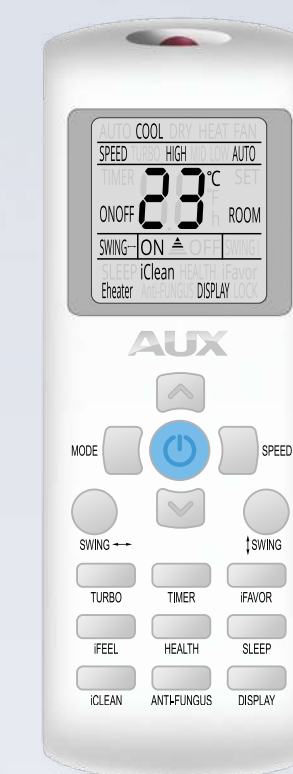 AUTO COOL DRY HEAT FAN
SPEED TURBO HIGH MID LOW AUTO
TIMER 23 °C SET
°F
ONOFF h ROOM
SWING ON OFF SWING
SLEEP iClean HEALTH iFavor
Eheater Anti-FUNGUS DISPLAY LOCK
AUX
MODE SPEED
SWING SWING
TURBO TIMER iFAVOR
iFEEL HEALTH SLEEP
iCLEAN ANTI-FUNGUS DISPLAY